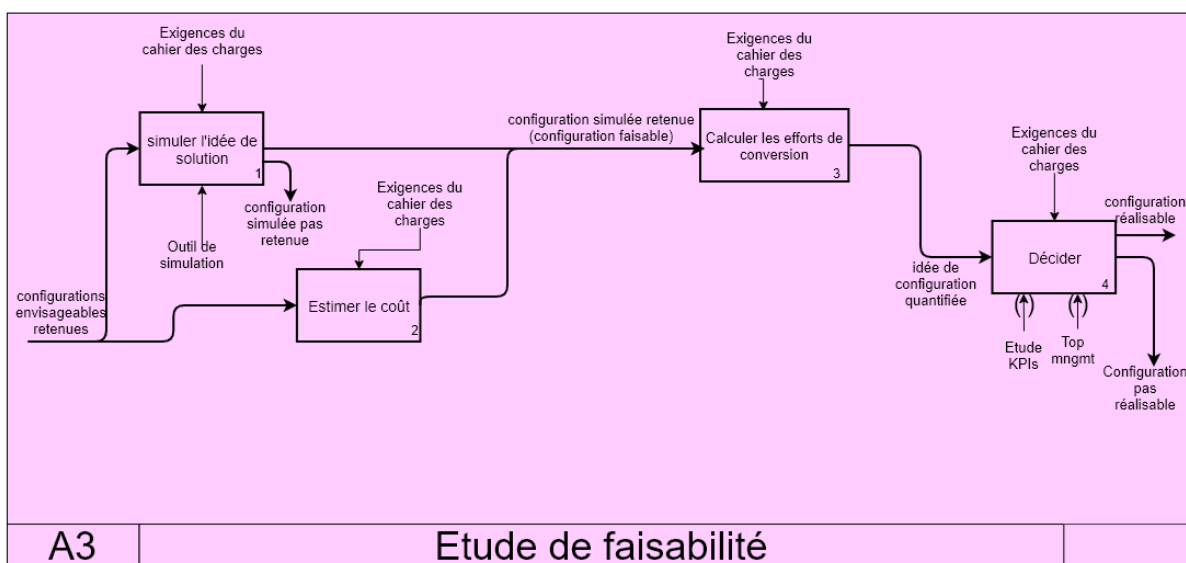 Exigences du
cahier des charges
simuler l'idée de
solution
1
configuration
simulée pas
retenue
Outil de
simulation
configurations
envisageables
retenues
Exigences du
cahier des
charges
Estimer le coût
2
configuration simulée retenue
(configuration faisable)
Exigences du
cahier des
charges
Calculer les efforts de
conversion
3
idée de
configuration
quantifiée
Exigences du
cahier des
charges
Décider
4
( )
( )
Etude
KPIs
Top
mngmt
configuration
réalisable
Configuration
pas
réalisable
A3
Etude de faisabilité